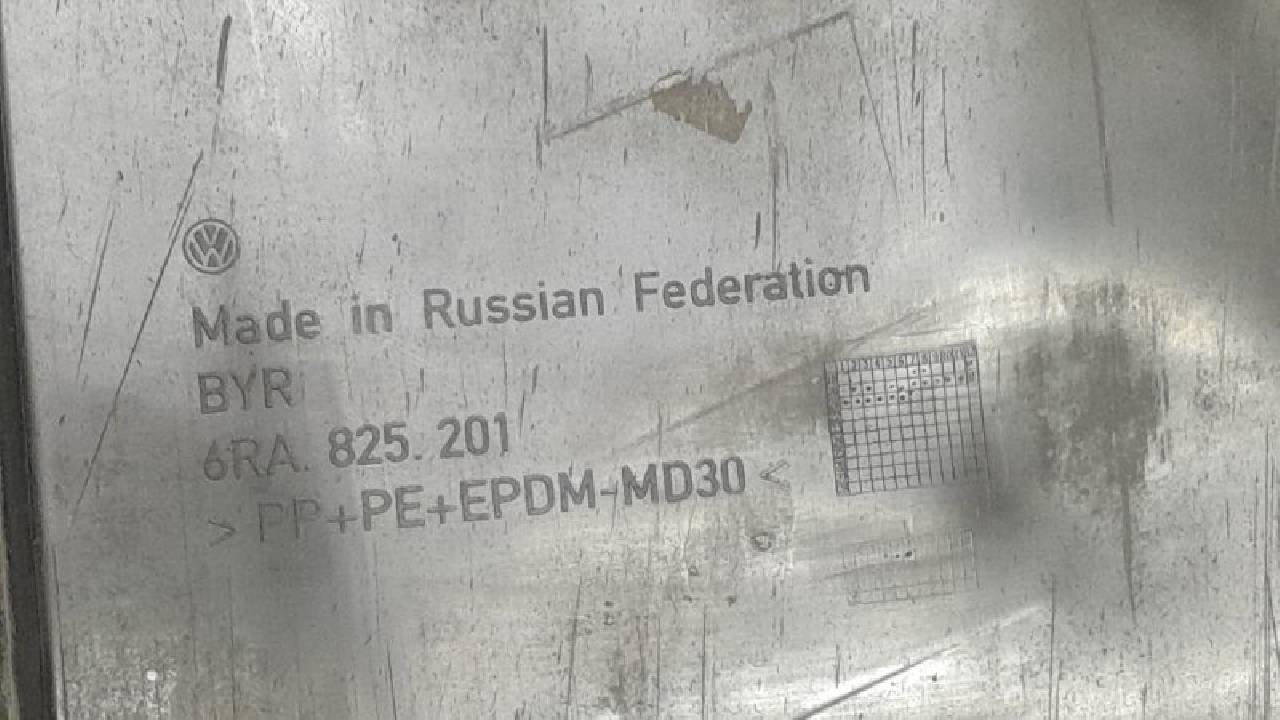 Made in Russian Federation
BYR
6RA. 825. 201
> PP+PE+EPDM-MD30 <